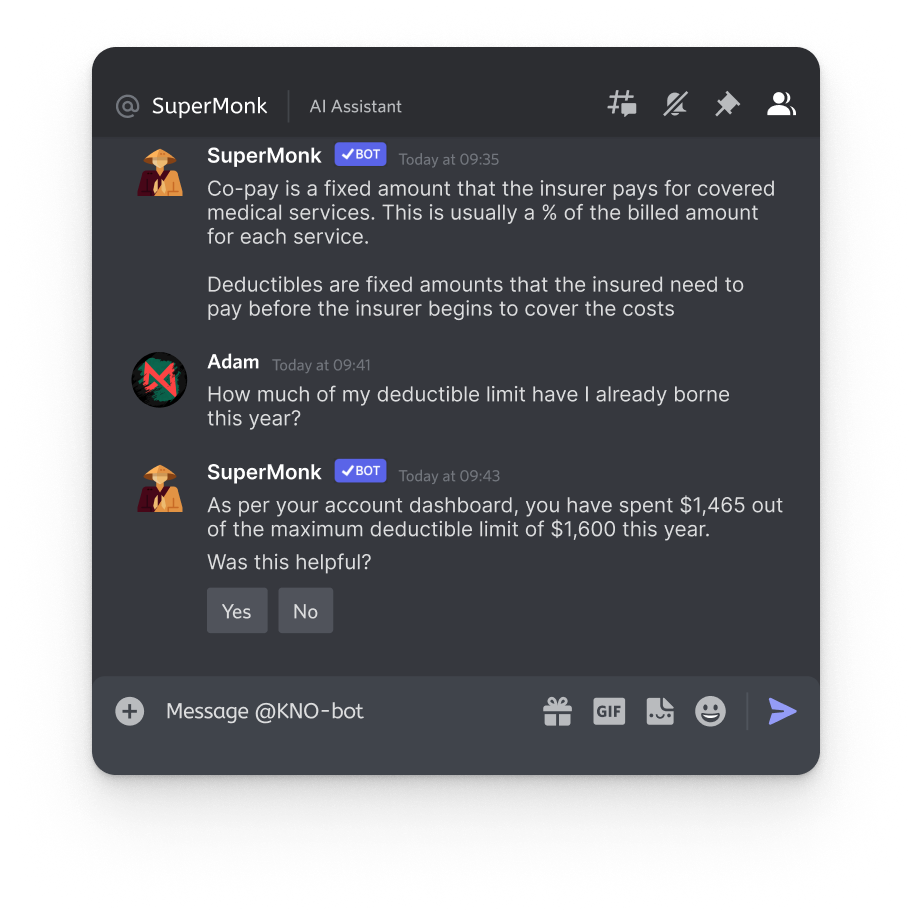 @ SuperMonk AI Assistant
SuperMonk ✓BOT Today at 09:35
Co-pay is a fixed amount that the insurer pays for covered
medical services. This is usually a % of the billed amount
for each service.
Deductibles are fixed amounts that the insured need to
pay before the insurer begins to cover the costs
Adam Today at 09:41
How much of my deductible limit have I already borne
this year?
SuperMonk ✓BOT Today at 09:43
As per your account dashboard, you have spent $1,465 out
of the maximum deductible limit of $1,600 this year.
Was this helpful?
Yes No
Message @KNO-bot GIF